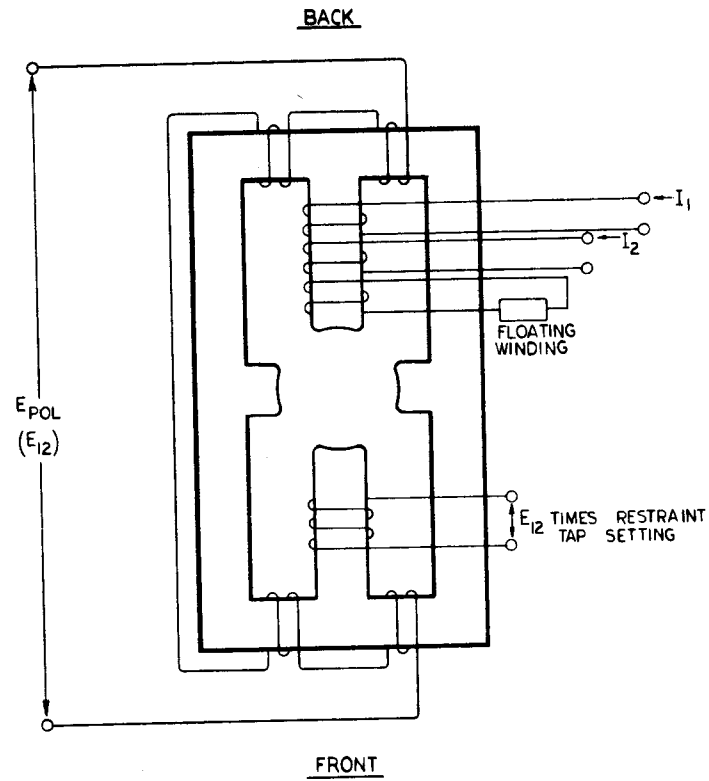 BACK
I1
I2
FLOATING
WINDING
EPOL
(E12)
E12 TIMES RESTRAINT
TAP SETTING
FRONT